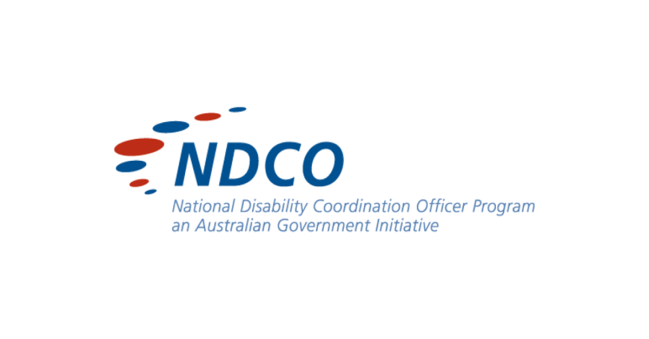 NDCO
National Disability Coordination Officer Program
an Australian Government Initiative